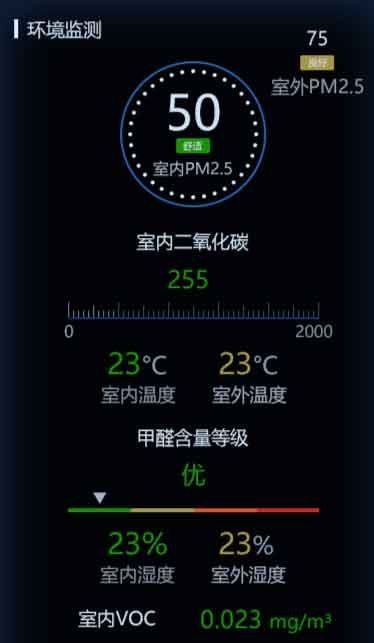 环境监测
75
良好
室外PM2.5
50
舒适
室内PM2.5
室内二氧化碳
255
0 2000
23°C 23°C
室内温度 室外温度
甲醛含量等级
优
23% 23%
室内湿度 室外湿度
室内VOC 0.023 mg/m³